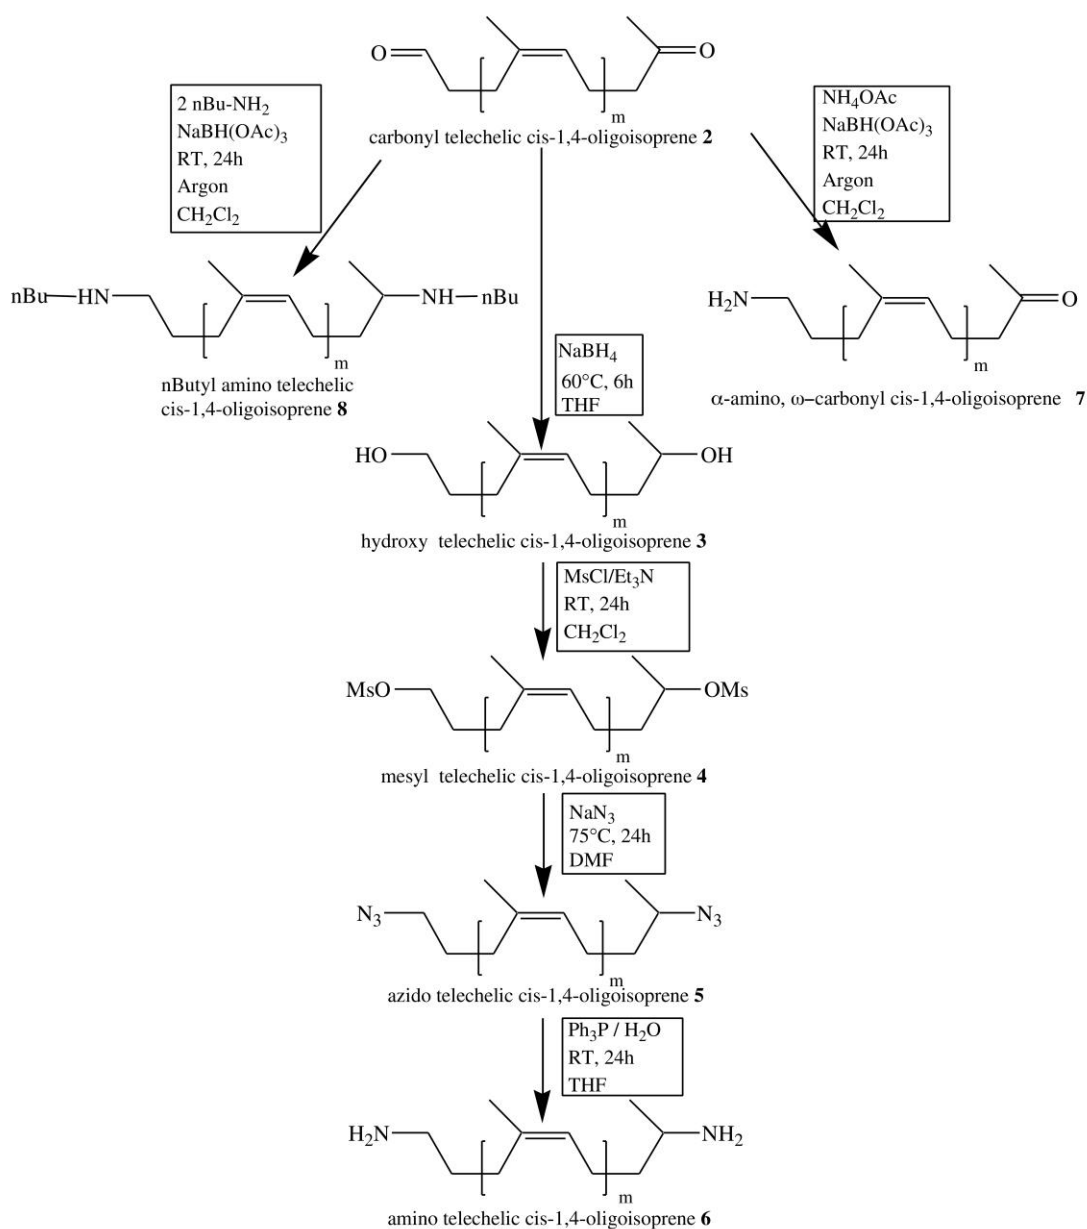 O
O
m
carbonyl telechelic cis-1,4-oligoisoprene 2
2 nBu-NH₂
NaBH(OAc)₃
RT, 24h
Argon
CH₂Cl₂
NH₄OAc
NaBH(OAc)₃
RT, 24h
Argon
CH₂Cl₂
nBu HN NH nBu
m
nButyl amino telechelic
cis-1,4-oligoisoprene 8
H₂N O
m
α-amino, ω–carbonyl cis-1,4-oligoisoprene 7
NaBH₄
60°C, 6h
THF
HO OH
m
hydroxy telechelic cis-1,4-oligoisoprene 3
MsCl/Et₃N
RT, 24h
CH₂Cl₂
MsO OMs
m
mesyl telechelic cis-1,4-oligoisoprene 4
NaN₃
75°C, 24h
DMF
N₃ N₃
m
azido telechelic cis-1,4-oligoisoprene 5
Ph₃P / H₂O
RT, 24h
THF
H₂N NH₂
m
amino telechelic cis-1,4-oligoisoprene 6